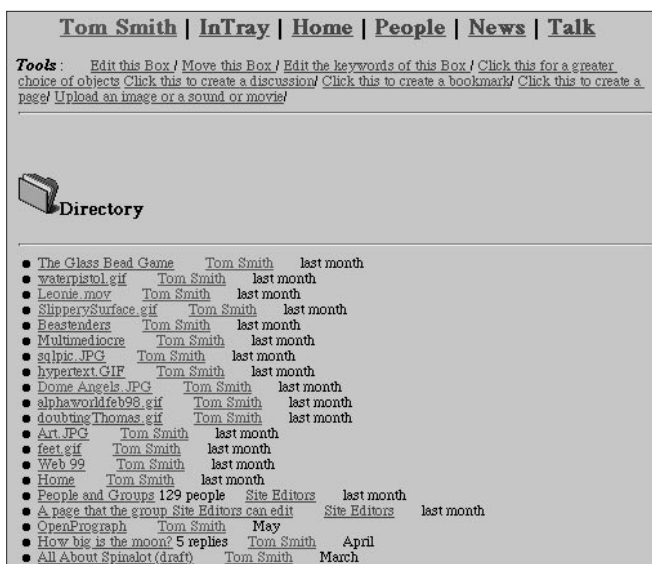 Tom Smith | InTray | Home | People | News | Talk
Tools : Edit this Box / Move this Box / Edit the keywords of this Box / Click this for a greater
choice of objects Click this to create a discussion/ Click this to create a bookmark/ Click this to create a
page/ Upload an image or a sound or movie/
Directory
The Glass Bead Game Tom Smith last month
waterpistol.gif Tom Smith last month
Leonie.mov Tom Smith last month
SlipperySurface.gif Tom Smith last month
Beastenders Tom Smith last month
Multimediocre Tom Smith last month
sqlpic.JPG Tom Smith last month
hypertext.GIF Tom Smith last month
Dome Angels.JPG Tom Smith last month
alphaworldfeb98.gif Tom Smith last month
doubtingThomas.gif Tom Smith last month
Art.JPG Tom Smith last month
feet.gif Tom Smith last month
Web 99 Tom Smith last month
Home Tom Smith last month
People and Groups 129 people Site Editors last month
A page that the group Site Editors can edit Site Editors last month
OpenPrograph Tom Smith May
How big is the moon? 5 replies Tom Smith April
All About Spinalot (draft) Tom Smith March